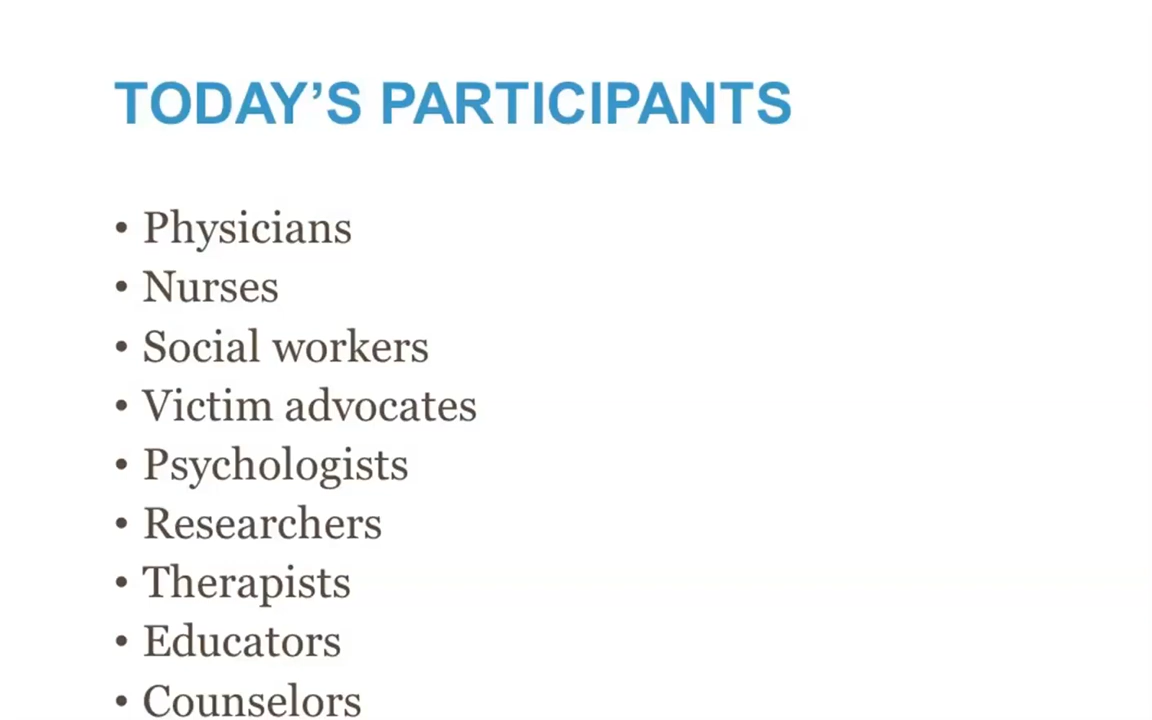 TODAY’S PARTICIPANTS
• Physicians
• Nurses
• Social workers
• Victim advocates
• Psychologists
• Researchers
• Therapists
• Educators
• Counselors